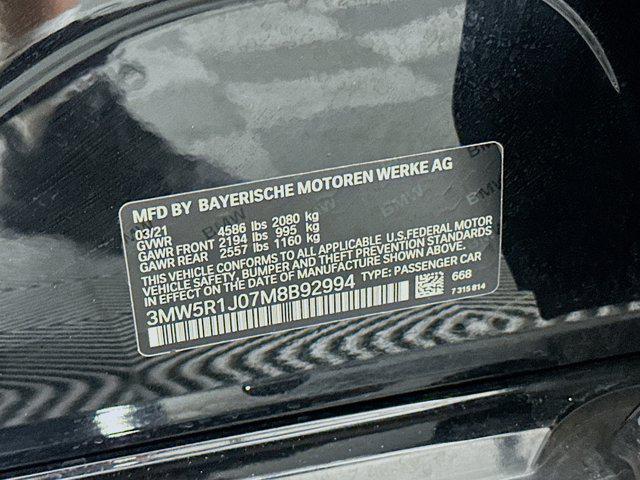 MFD BY BAYERISCHE MOTOREN WERKE AG
03/21
GVWR 4586 lbs 2080 kg
GAWR FRONT 2194 lbs 995 kg
GAWR REAR 2557 lbs 1160 kg
THIS VEHICLE CONFORMS TO ALL APPLICABLE U.S.FEDERAL MOTOR
VEHICLE SAFETY, BUMPER AND THEFT PREVENTION STANDARDS
IN EFFECT ON THE DATE OF MANUFACTURE SHOWN ABOVE.
3MW5R1J07M8B92994 TYPE: PASSENGER CAR
668
7 315 814